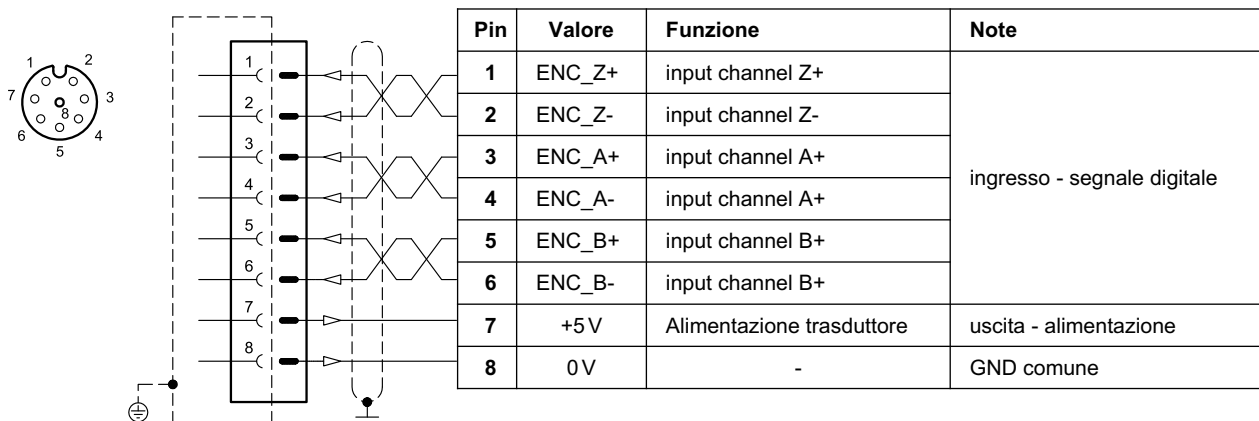 1 2
7 3
8
6 4
5
1
2
3
4
5
6
7
8
Pin Valore Funzione Note
1 ENC_Z+ input channel Z+
2 ENC_Z- input channel Z-
3 ENC_A+ input channel A+
ingresso - segnale digitale
4 ENC_A- input channel A+
5 ENC_B+ input channel B+
6 ENC_B- input channel B+
7 +5 V Alimentazione trasduttore uscita - alimentazione
8 0 V - GND comune